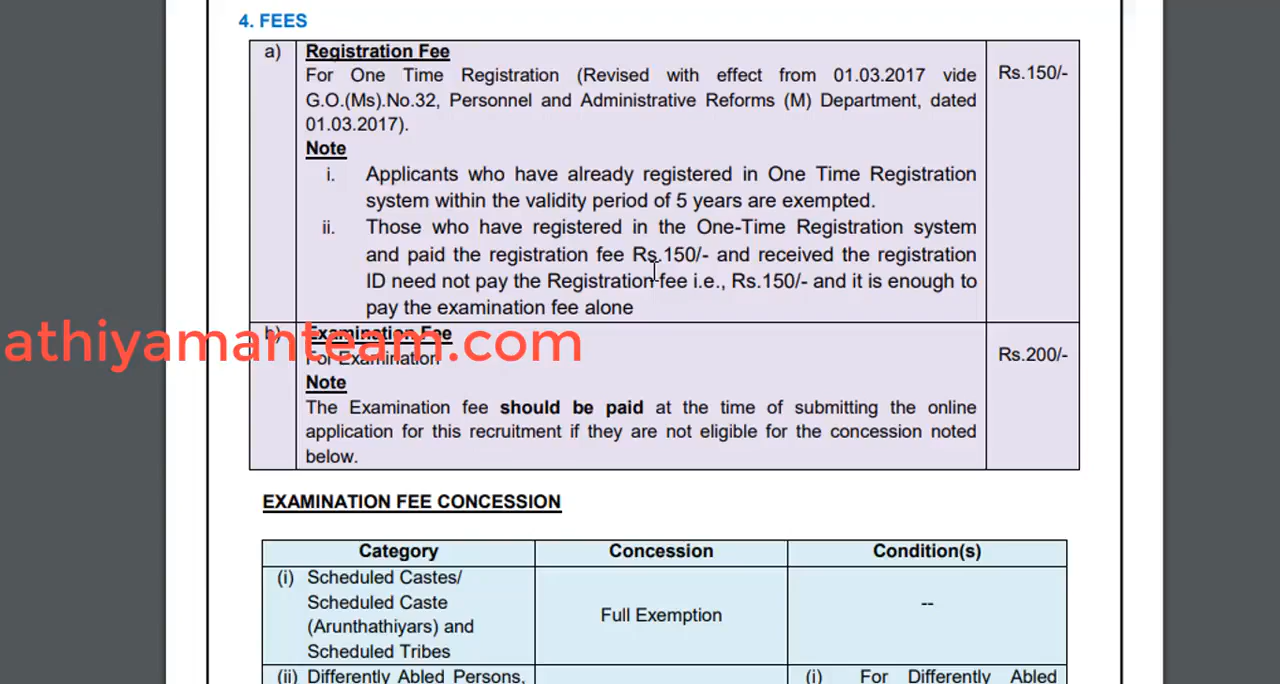 4. FEES
a) Registration Fee
For One Time Registration (Revised with effect from 01.03.2017 vide Rs.150/-
G.O.(Ms).No.32, Personnel and Administrative Reforms (M) Department, dated
01.03.2017).
Note
i. Applicants who have already registered in One Time Registration
system within the validity period of 5 years are exempted.
ii. Those who have registered in the One-Time Registration system
and paid the registration fee Rs.150/- and received the registration
ID need not pay the Registration fee i.e., Rs.150/- and it is enough to
pay the examination fee alone
b) Examination Fee
athiyamanteam.com
For Examination Rs.200/-
Note
The Examination fee should be paid at the time of submitting the online
application for this recruitment if they are not eligible for the concession noted
below.
EXAMINATION FEE CONCESSION
Category Concession Condition(s)
(i) Scheduled Castes/
Scheduled Caste
(Arunthathiyars) and
Scheduled Tribes
Full Exemption
--
(ii) Differently Abled Persons, (i) For Differently Abled